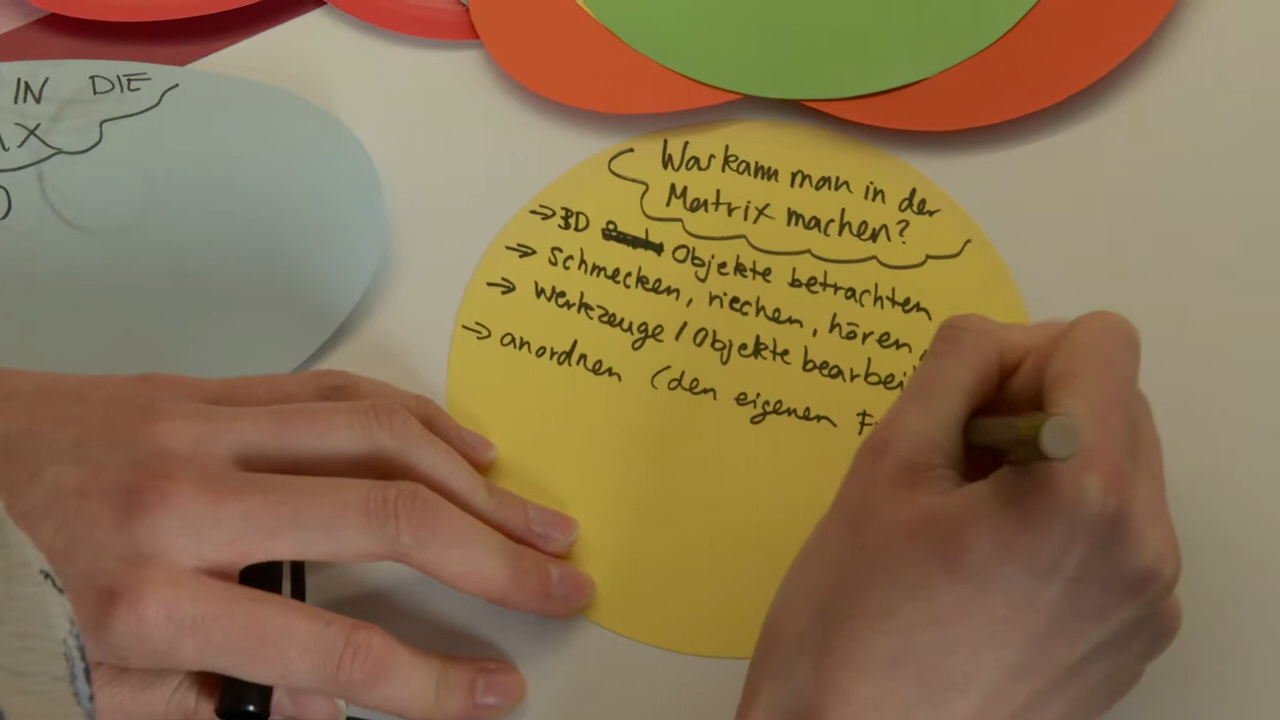 IN DIE
Was kann man in der
Matrix machen?
→ 3D Objekte betrachten
→ schmecken, riechen, hören,
→ Werkzeuge / Objekte bearbei
→ anordnen (den eigenen